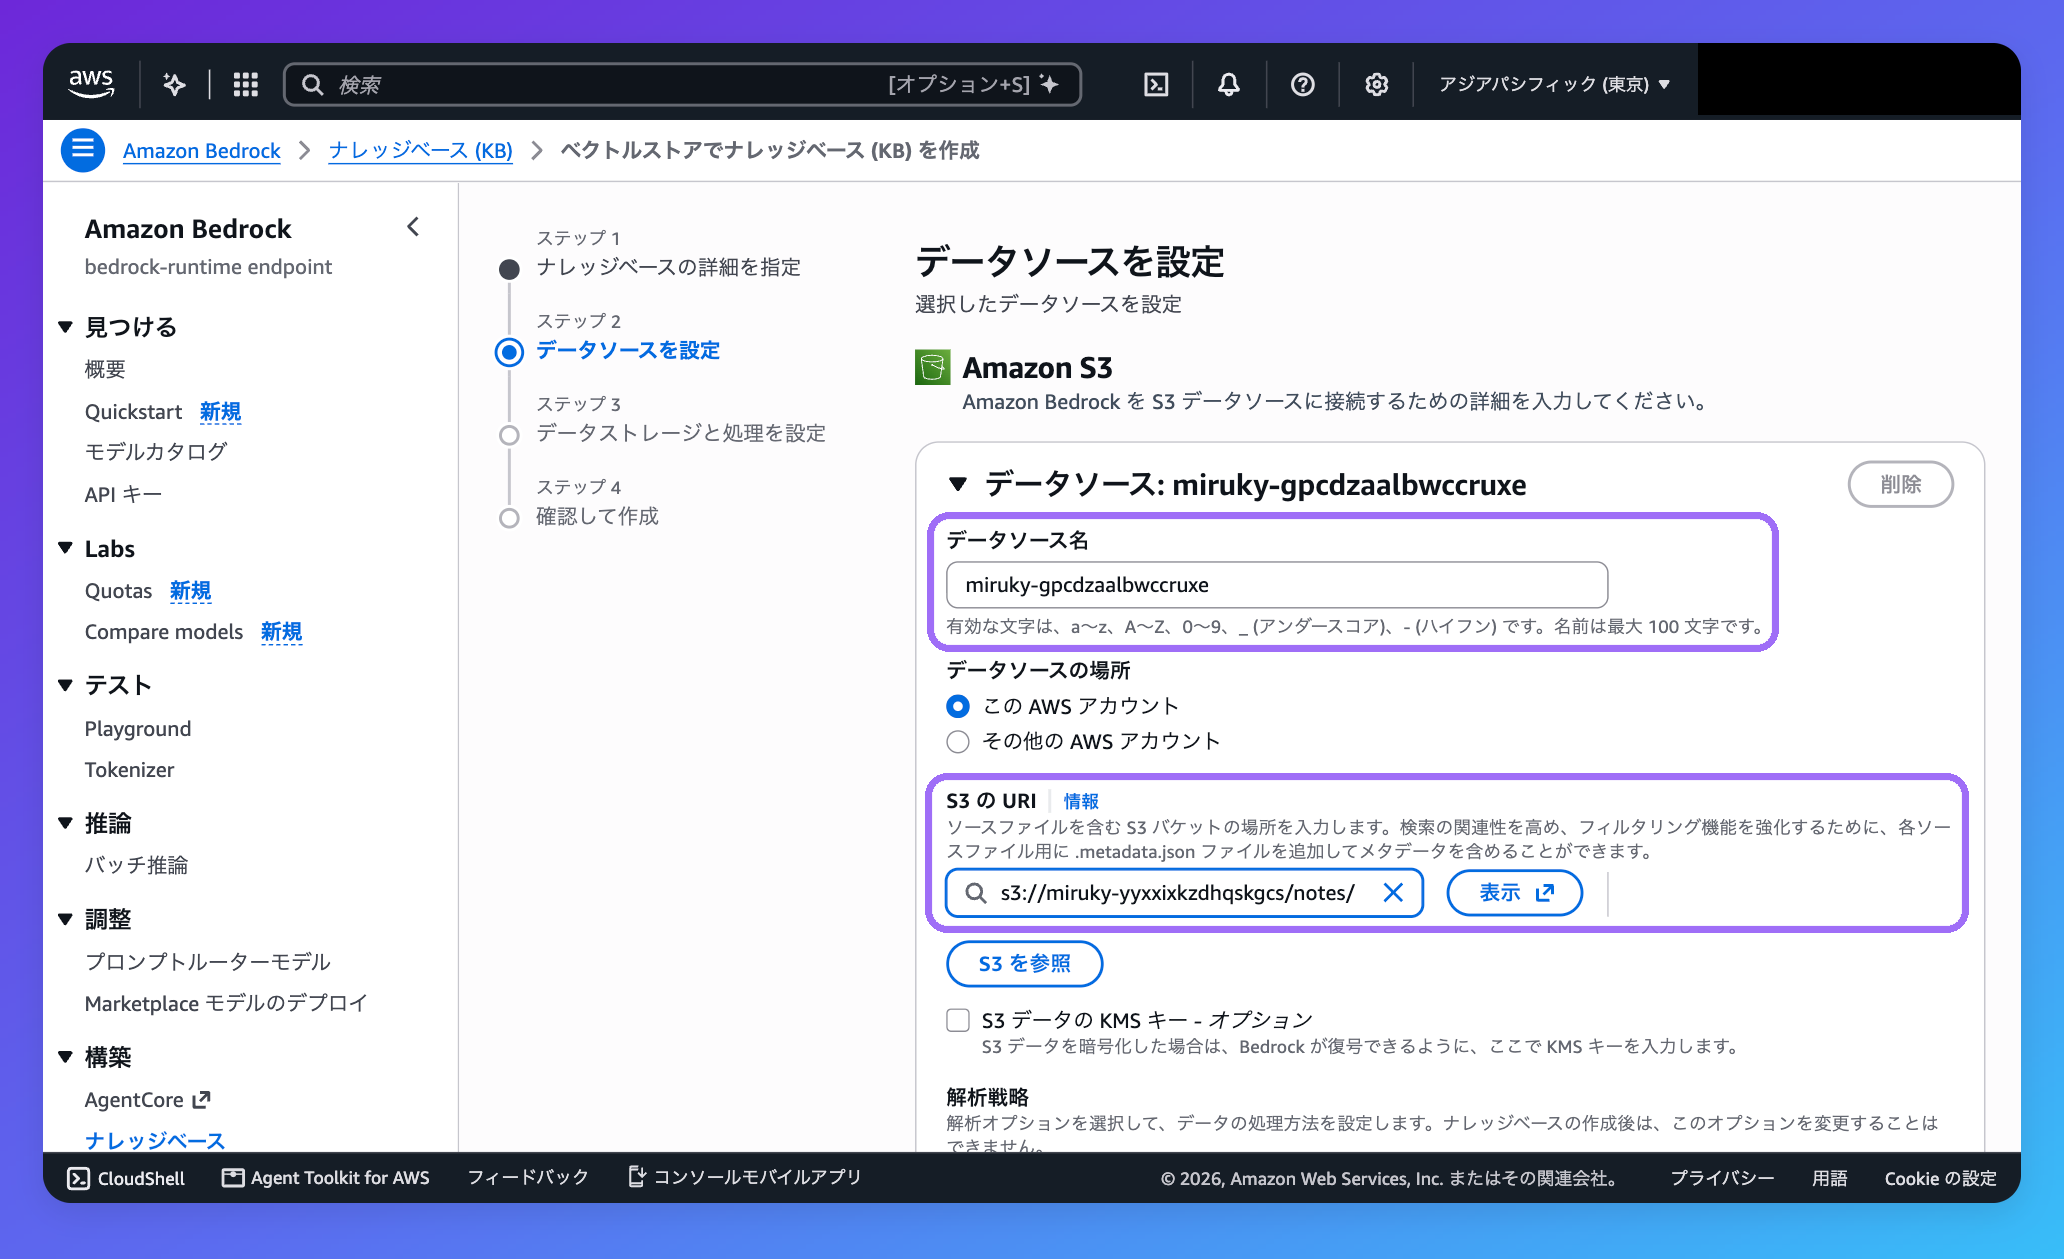 aws
検索
[オプション+S]
アジアパシフィック (東京) ▼
Amazon Bedrock
ナレッジベース (KB)
ベクトルストアでナレッジベース (KB) を作成
Amazon Bedrock
bedrock-runtime endpoint
見つける
概要
Quickstart 新規
モデルカタログ
API キー
Labs
Quotas 新規
Compare models 新規
テスト
Playground
Tokenizer
推論
バッチ推論
調整
プロンプトルーターモデル
Marketplace モデルのデプロイ
構築
AgentCore
ナレッジベース
ステップ 1
ナレッジベースの詳細を指定
ステップ 2
データソースを設定
ステップ 3
データストレージと処理を設定
ステップ 4
確認して作成
データソースを設定
選択したデータソースを設定
Amazon S3
Amazon Bedrock を S3 データソースに接続するための詳細を入力してください。
データソース: miruky-gpcdzaalbwccruxe
削除
データソース名
miruky-gpcdzaalbwccruxe
有効な文字は、a〜z、A〜Z、0〜9、_ (アンダースコア)、- (ハイフン) です。名前は最大 100 文字です。
データソースの場所
この AWS アカウント
その他の AWS アカウント
S3 の URI 情報
ソースファイルを含む S3 バケットの場所を入力します。検索の関連性を高め、フィルタリング機能を強化するために、各ソー
スファイル用に .metadata.json ファイルを追加してメタデータを含めることができます。
s3://miruky-yyxxixkzdhqskgcs/notes/
表示
S3 を参照
S3 データの KMS キー - オプション
S3 データを暗号化した場合は、Bedrock が復号できるように、ここで KMS キーを入力します。
解析戦略
解析オプションを選択して、データの処理方法を設定します。ナレッジベースの作成後は、このオプションを変更することは
できません。
CloudShell
Agent Toolkit for AWS
フィードバック
コンソールモバイルアプリ
© 2026, Amazon Web Services, Inc. またはその関連会社。
プライバシー
用語
Cookie の設定